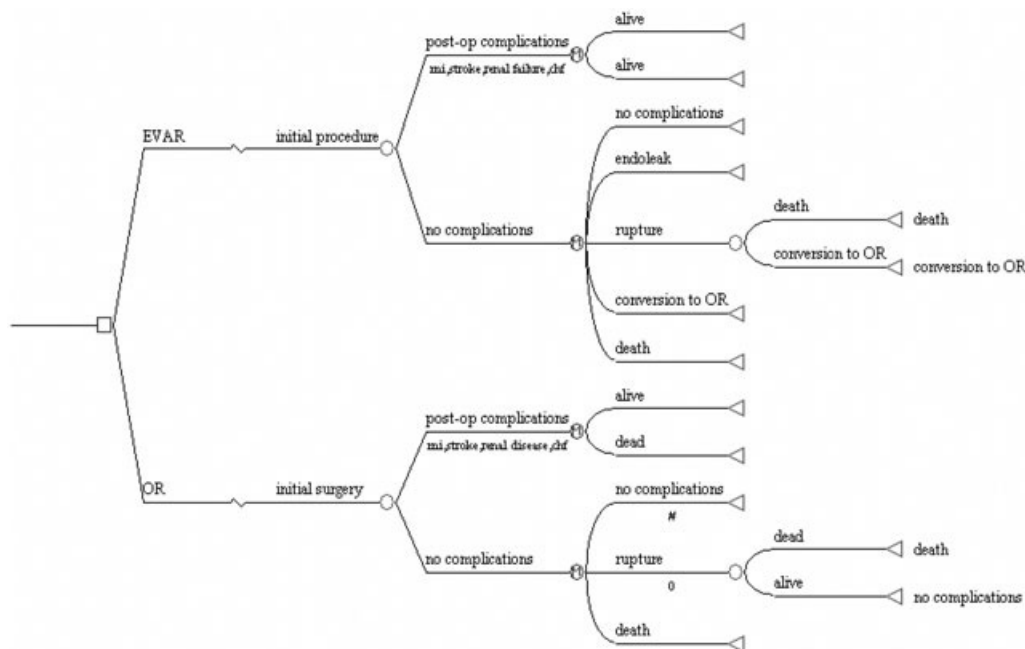 alive
post-op complications
mi,stroke,renal failure,chf
alive
no complications
EVAR
initial procedure
endoleak
death
death
no complications
rupture
conversion to OR
conversion to OR
conversion to OR
death
alive
post-op complications
mi,stroke,renal disease,chf
dead
OR
initial surgery
no complications
#
dead
death
no complications
rupture
0
alive
no complications
death